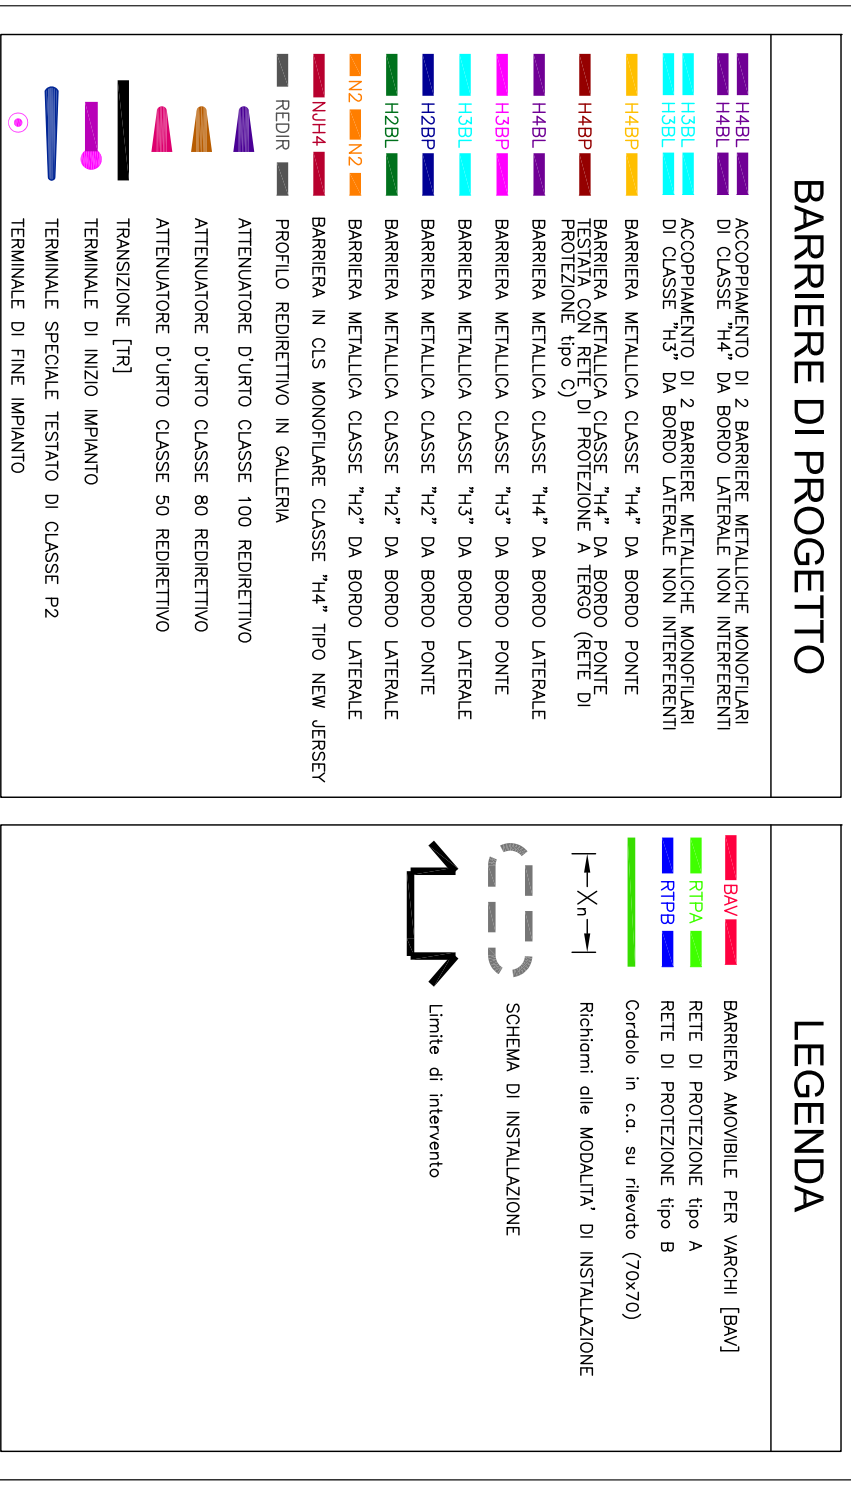 BARRIERE DI PROGETTO
H4BL
H4BL
ACCOPPIAMENTO DI 2 BARRIERE METALLICHE MONOFILARI
DI CLASSE "H4" DA BORDO LATERALE NON INTERFERENTI
H3BL
H3BL
ACCOPPIAMENTO DI 2 BARRIERE METALLICHE MONOFILARI
DI CLASSE "H3" DA BORDO LATERALE NON INTERFERENTI
H4BP
BARRIERA METALLICA CLASSE "H4" DA BORDO PONTE
H4BP
BARRIERA METALLICA CLASSE "H4" DA BORDO PONTE
TESTATA CON RETE DI PROTEZIONE A TERGO (RETE DI
PROTEZIONE tipo C)
H4BL
BARRIERA METALLICA CLASSE "H4" DA BORDO LATERALE
H3BP
BARRIERA METALLICA CLASSE "H3" DA BORDO PONTE
H3BL
BARRIERA METALLICA CLASSE "H3" DA BORDO LATERALE
H2BP
BARRIERA METALLICA CLASSE "H2" DA BORDO PONTE
H2BL
BARRIERA METALLICA CLASSE "H2" DA BORDO LATERALE
N2 N2
BARRIERA METALLICA CLASSE "H2" DA BORDO LATERALE
NJH4
BARRIERA IN CLS MONOFILARE CLASSE "H4" TIPO NEW JERSEY
REDIR
PROFILO REDIRETTIVO IN GALLERIA
ATTENUATORE D'URTO CLASSE 100 REDIRETTIVO
ATTENUATORE D'URTO CLASSE 80 REDIRETTIVO
ATTENUATORE D'URTO CLASSE 50 REDIRETTIVO
TRANSIZIONE [TR]
TERMINALE DI INIZIO IMPIANTO
TERMINALE SPECIALE TESTATO DI CLASSE P2
TERMINALE DI FINE IMPIANTO
LEGENDA
BAV
BARRIERA AMOVIBILE PER VARCHI [BAV]
RTPA
RETE DI PROTEZIONE tipo A
RTPB
RETE DI PROTEZIONE tipo B
Cordolo in c.a. su rilevato (70x70)
Xn
Richiami alle MODALITA' DI INSTALLAZIONE
SCHEMA DI INSTALLAZIONE
Limite di intervento